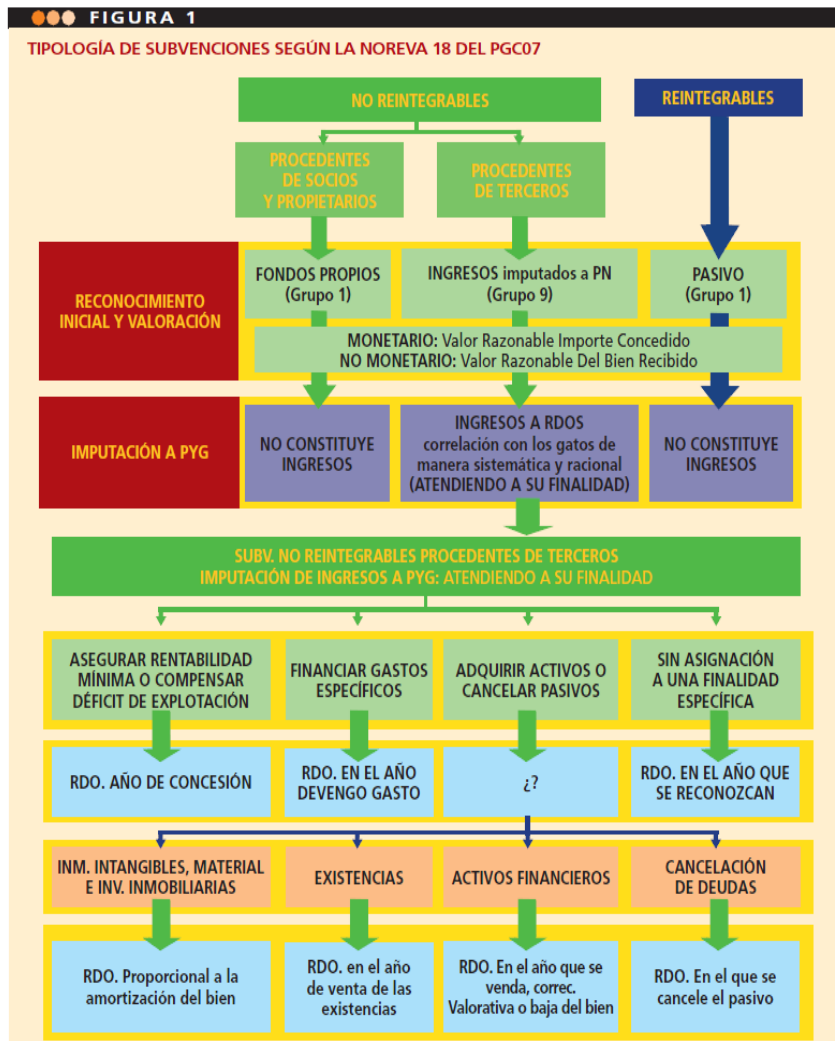 FIGURA 1
TIPOLOGÍA DE SUBVENCIONES SEGÚN LA NOREVA 18 DEL PGC07
NO REINTEGRABLES
REINTEGRABLES
PROCEDENTES
DE SOCIOS
Y PROPIETARIOS
PROCEDENTES
DE TERCEROS
RECONOCIMIENTO
INICIAL Y VALORACIÓN
FONDOS PROPIOS
(Grupo 1)
INGRESOS imputados a PN
(Grupo 9)
PASIVO
(Grupo 1)
MONETARIO: Valor Razonable Importe Concedido
NO MONETARIO: Valor Razonable Del Bien Recibido
IMPUTACIÓN A PYG
NO CONSTITUYE
INGRESOS
INGRESOS A RDOS
correlación con los gatos de
manera sistemática y racional
(ATENDIENDO A SU FINALIDAD)
NO CONSTITUYE
INGRESOS
SUBV. NO REINTEGRABLES PROCEDENTES DE TERCEROS
IMPUTACIÓN DE INGRESOS A PYG: ATENDIENDO A SU FINALIDAD
ASEGURAR RENTABILIDAD
MÍNIMA O COMPENSAR
DÉFICIT DE EXPLOTACIÓN
FINANCIAR GASTOS
ESPECÍFICOS
ADQUIRIR ACTIVOS O
CANCELAR PASIVOS
SIN ASIGNACIÓN
A UNA FINALIDAD
ESPECÍFICA
RDO. AÑO DE CONCESIÓN
RDO. EN EL AÑO
DEVENGO GASTO
¿?
RDO. EN EL AÑO QUE
SE RECONOZCAN
INM. INTANGIBLES, MATERIAL
E INV. INMOBILIARIAS
EXISTENCIAS
ACTIVOS FINANCIEROS
CANCELACIÓN
DE DEUDAS
RDO. Proporcional a la
amortización del bien
RDO. en el año
de venta de las
existencias
RDO. En el año que se
venda, correc.
Valorativa o baja del bien
RDO. En el que se
cancele el pasivo